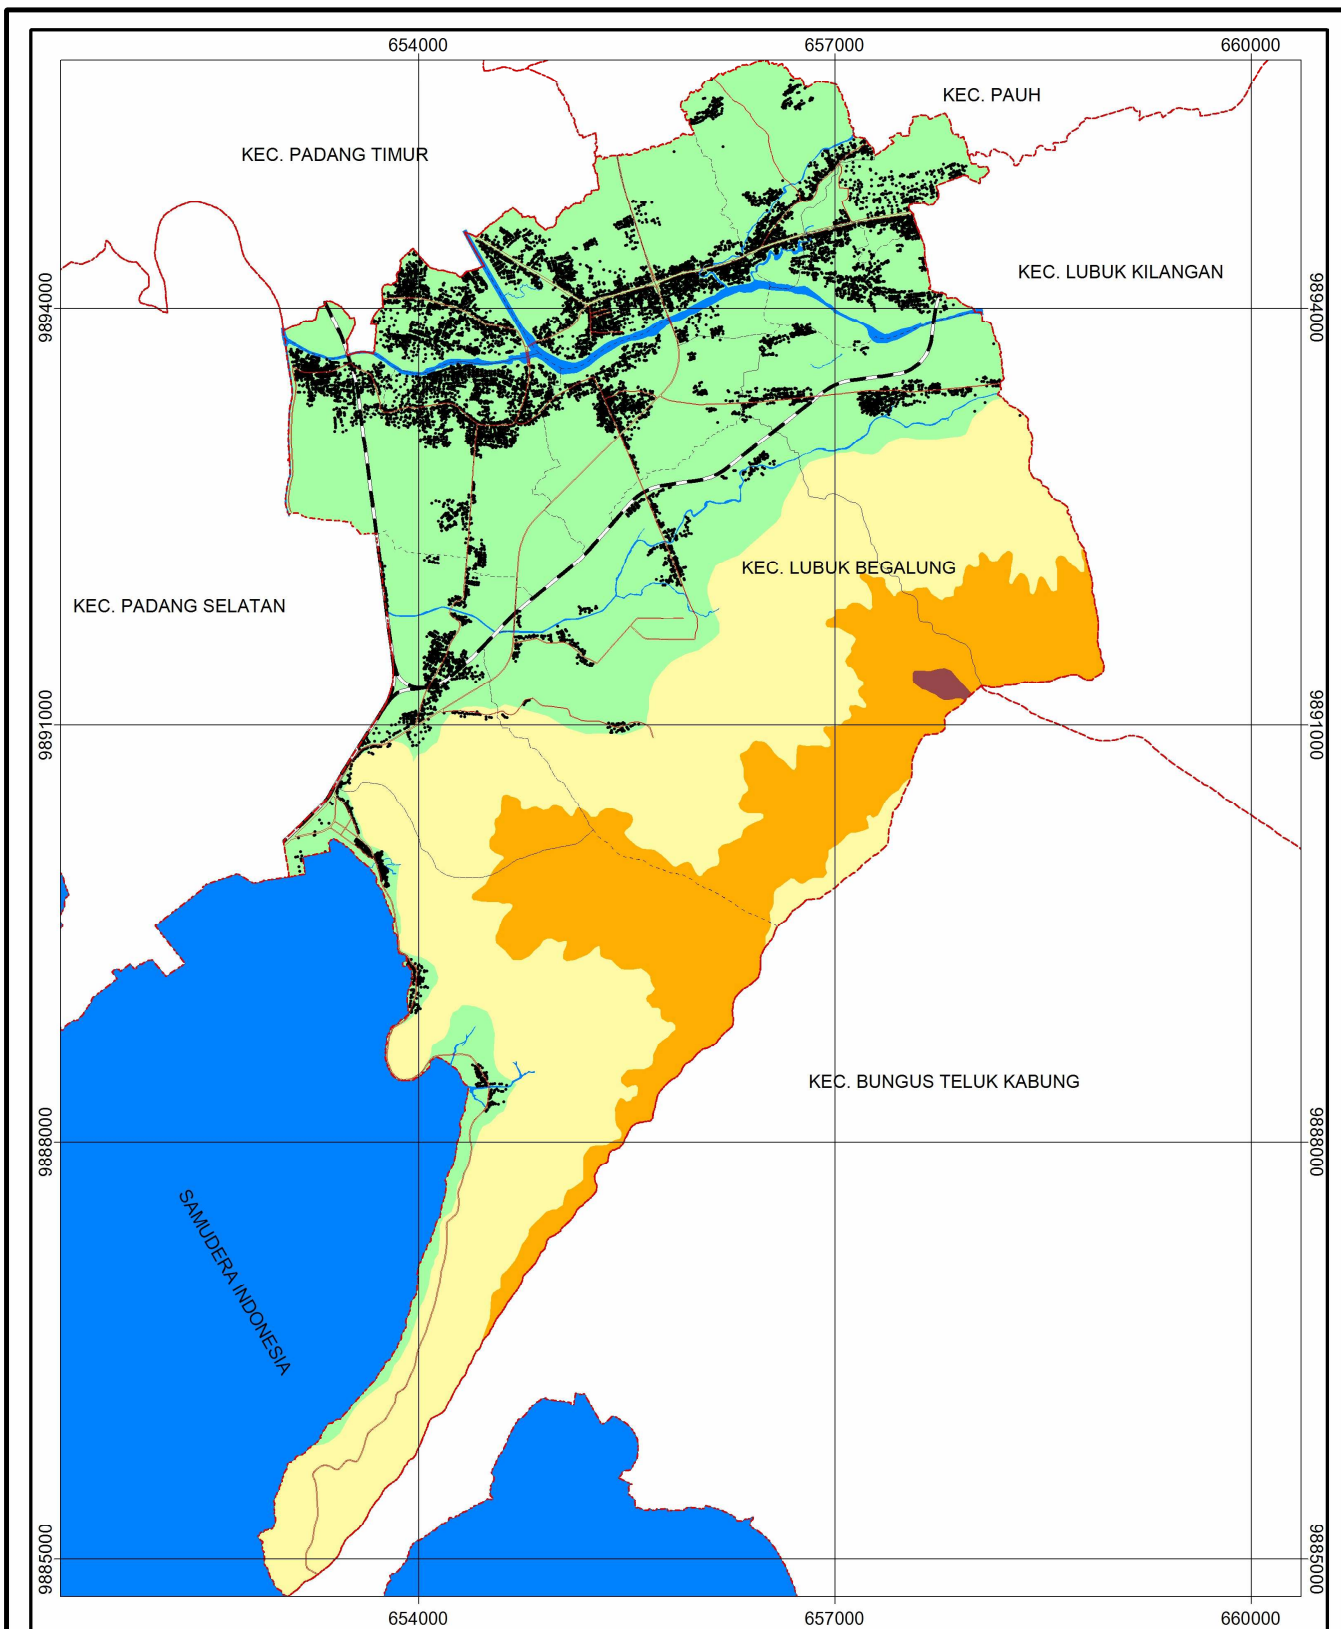 654000
657000
660000
KEC. PAUH
KEC. PADANG TIMUR
KEC. LUBUK KILANGAN
9894000
9894000
KEC. LUBUK BEGALUNG
KEC. PADANG SELATAN
9891000
9891000
KEC. BUNGUS TELUK KABUNG
9888000
9888000
SAMUDERA INDONESIA
9885000
9885000
654000
657000
660000